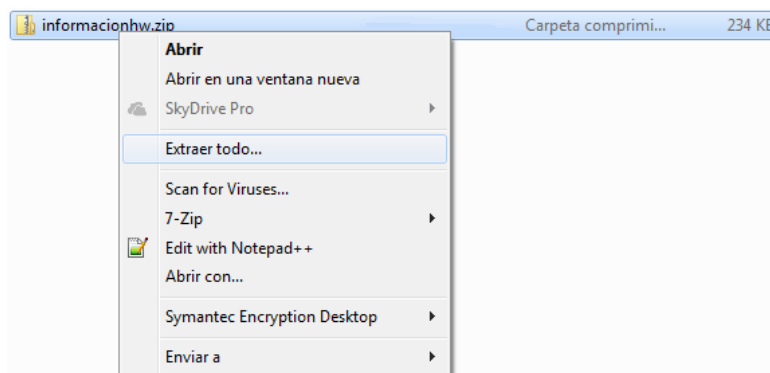 informacionhw.zip Carpeta comprimi... 234 KB
Abrir
Abrir en una ventana nueva
SkyDrive Pro
Extraer todo...
Scan for Viruses...
7-Zip
Edit with Notepad++
Abrir con...
Symantec Encryption Desktop
Enviar a